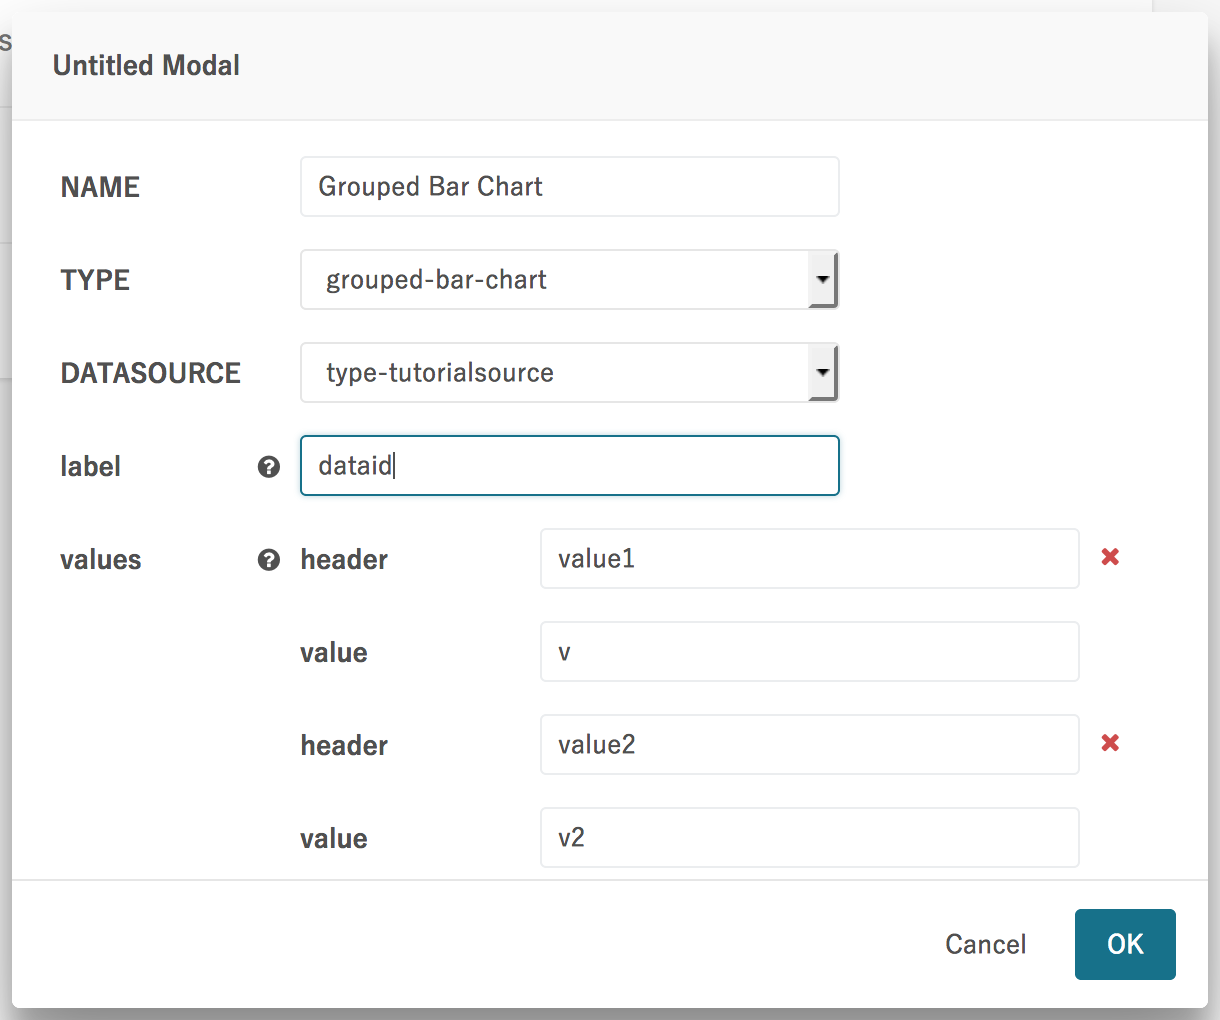 s
Untitled Modal
NAME Grouped Bar Chart
TYPE grouped-bar-chart
DATASOURCE type-tutorialsource
label ? dataid
values ? header value1
value v
header value2
value v2
Cancel OK